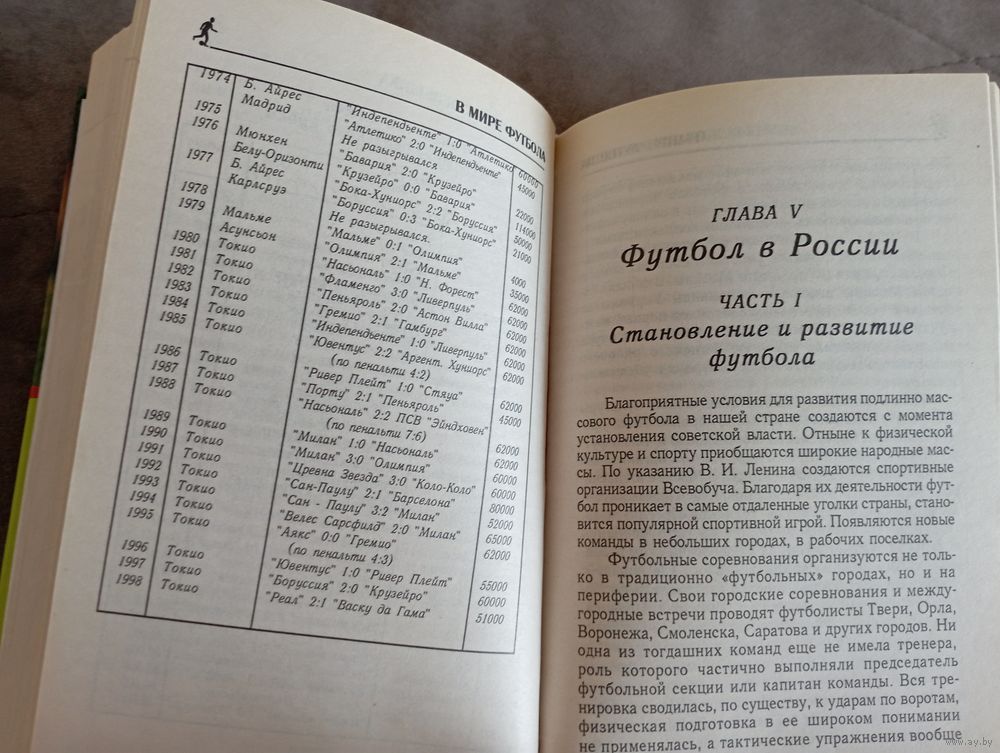 В МИРЕ ФУТБОЛА
1974 Б. Айрес "Индепендьенте" 1:0 "Атлетико" 60000
Мадрид "Атлетико" 2:0 "Индепендьенте" 45000
1975 Не разыгрывался.
1976 Мюнхен "Бавария" 2:0 "Крузейро" 22000
Белу-Оризонти "Крузейро" 0:0 "Бавария" 114000
1977 Б. Айрес "Бока-Хуниорс" 2:2 "Боруссия" 50000
Карлсруэ "Боруссия" 0:3 "Бока-Хуниорс" 21000
1978 Не разыгрывался.
1979 Мальме "Мальме" 0:1 "Олимпия" 4000
Асунсьон "Олимпия" 2:1 "Мальме" 35000
1980 Токио "Насьональ" 1:0 "Н. Форест" 62000
1981 Токио "Фламенго" 3:0 "Ливерпуль" 62000
1982 Токио "Пеньяроль" 2:0 "Астон Вилла" 62000
1983 Токио "Гремио" 2:1 "Гамбург" 62000
1984 Токио "Индепендьенте" 1:0 "Ливерпуль" 62000
1985 Токио "Ювентус" 2:2 "Аргент. Хуниорс" 62000
(по пенальти 4:2)
1986 Токио "Ривер Плейт" 1:0 "Стяуа" 62000
1987 Токио "Порту" 2:1 "Пеньяроль" 45000
1988 Токио "Насьональ" 2:2 ПСВ "Эйндховен"
(по пенальти 7:6) 62000
1989 Токио "Милан" 1:0 "Насьональ" 62000
1990 Токио "Милан" 3:0 "Олимпия" 60000
1991 Токио "Цревна Звезда" 3:0 "Коло-Коло" 60000
1992 Токио "Сан-Паулу" 2:1 "Барселона" 80000
1993 Токио "Сан - Паулу" 3:2 "Милан" 52000
1994 Токио "Велес Сарсфилд" 2:0 "Милан" 65000
1995 Токио "Аякс" 0:0 "Гремио" 62000
(по пенальти 4:3)
1996 Токио "Ювентус" 1:0 "Ривер Плейт" 55000
1997 Токио "Боруссия" 2:0 "Крузейро" 60000
1998 Токио "Реал" 2:1 "Васку да Гама" 51000
ГЛАВА V
Футбол в России
ЧАСТЬ I
Становление и развитие
футбола
Благоприятные условия для развития подлинно мас-
сового футбола в нашей стране создаются с момента
установления советской власти. Отныне к физической
культуре и спорту приобщаются широкие народные мас-
сы. По указанию В. И. Ленина создаются спортивные
организации Всевобуча. Благодаря их деятельности фут-
бол проникает в самые отдаленные уголки страны, стано-
вится популярной спортивной игрой. Появляются новые
команды в небольших городах, в рабочих поселках.
Футбольные соревнования организуются не толь-
ко в традиционно «футбольных» городах, но и на
периферии. Свои городские соревнования и между-
городные встречи проводят футболисты Твери, Орла,
Воронежа, Смоленска, Саратова и других городов. Ни
одна из тогдашних команд еще не имела тренера,
роль которого частично выполняли председатель
футбольной секции или капитан команды. Вся тре-
нировка сводилась, по существу, к ударам по воротам,
физическая подготовка в ее широком понимании
не применялась, а тактические упражнения вообще
www.ay.by